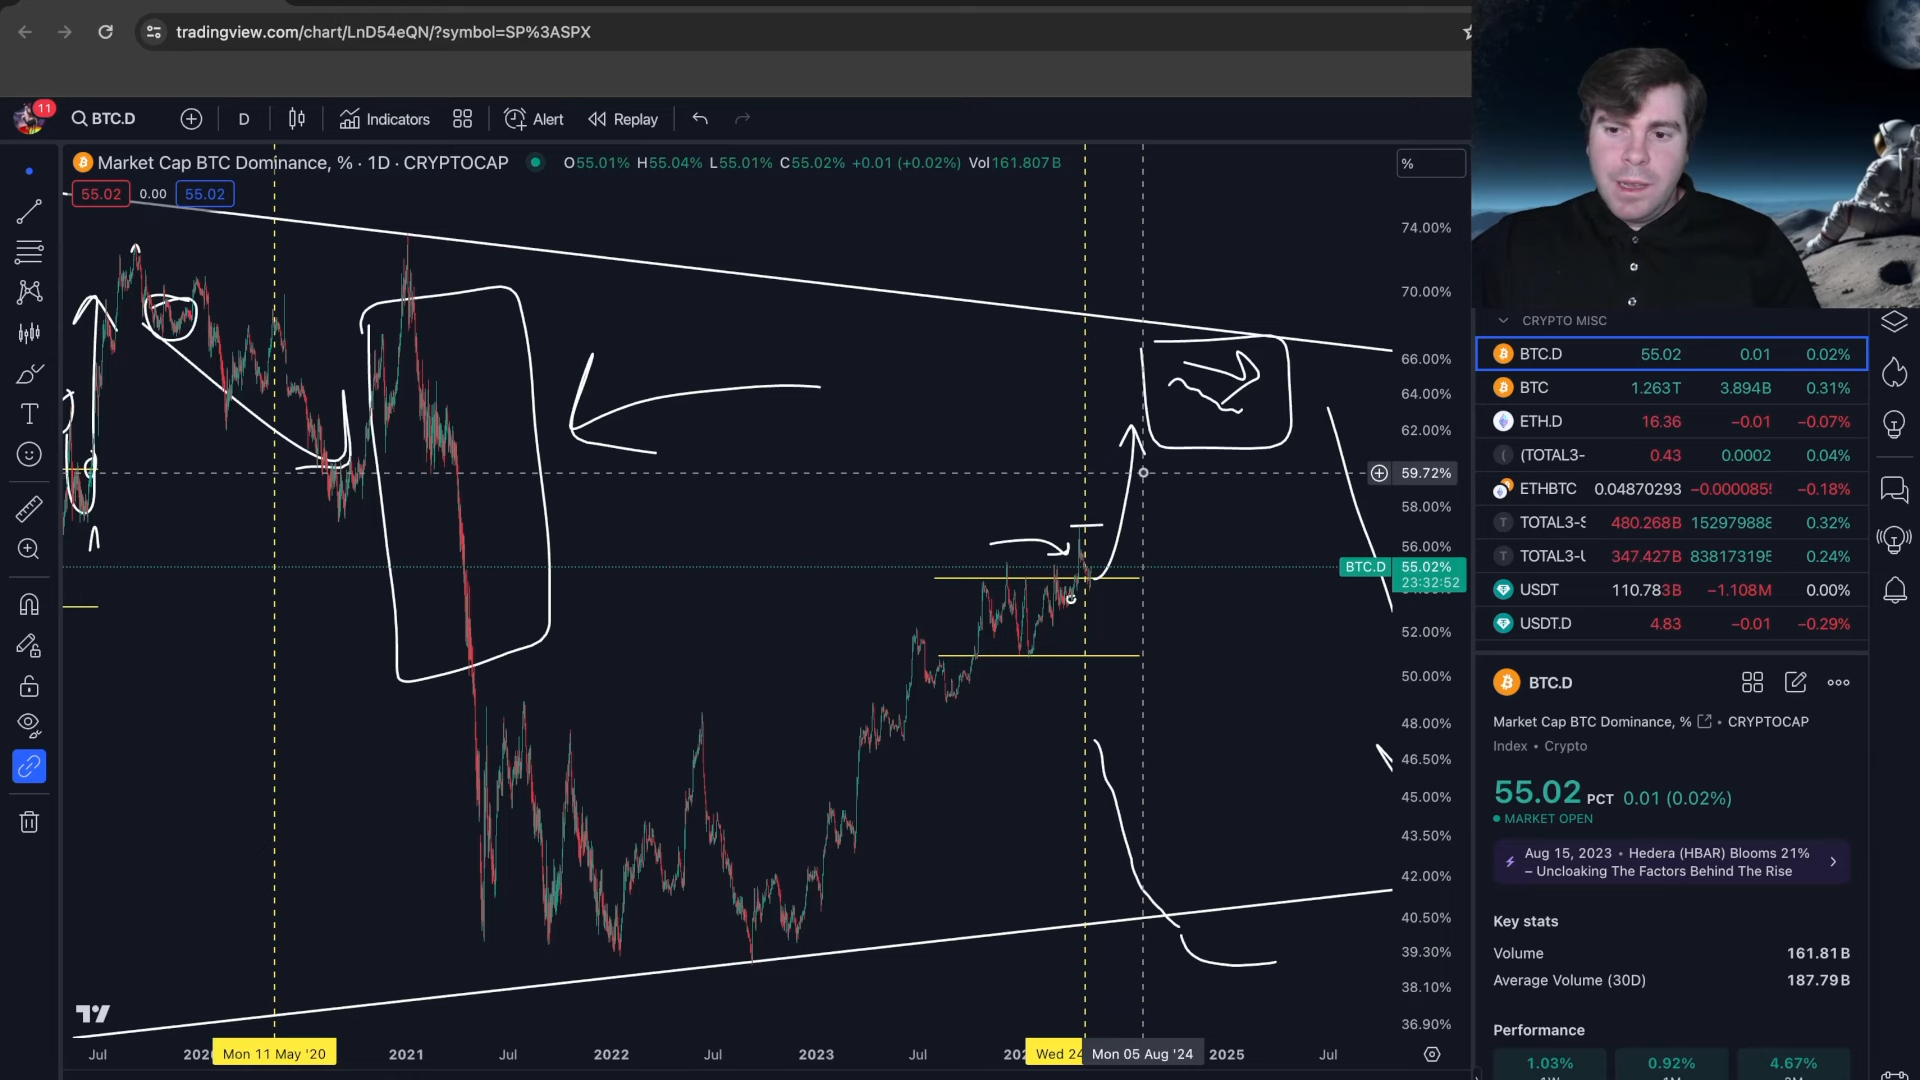 tradingview.com/chart/LnD54eQN/?symbol=SP%3ASPX
11
BTC.D
D
Indicators
Alert
Replay
Market Cap BTC Dominance, % · 1D · CRYPTOCAP
O55.01% H55.04% L55.01% C55.02% +0.01 (+0.02%) Vol161.807B
%
55.02 0.00 55.02
74.00%
70.00%
66.00%
64.00%
62.00%
59.72%
58.00%
56.00%
BTC.D 55.02%
23:32:52
52.00%
50.00%
48.00%
46.50%
45.00%
43.50%
42.00%
40.50%
39.30%
38.10%
36.90%
Jul
Mon 11 May '20
2021
Jul
2022
Jul
2023
Jul
Wed 24
Mon 05 Aug '24
2025
Jul
CRYPTO MISC
BTC.D 55.02 0.01 0.02%
BTC 1.263T 3.894B 0.31%
ETH.D 16.36 −0.01 −0.07%
(TOTAL3- 0.43 0.0002 0.04%
ETHBTC 0.04870293 −0.18%
480.268B 0.32%
347.427B 0.24%
USDT 110.783B −1.108M 0.00%
USDT.D 4.83 −0.01 −0.29%
BTC.D
Market Cap BTC Dominance, % • CRYPTOCAP
Index • Crypto
55.02 PCT 0.01 (0.02%)
MARKET OPEN
Aug 15, 2023 • Hedera (HBAR) Blooms 21%
– Uncloaking The Factors Behind The Rise
Key stats
Volume 161.81B
Average Volume (30D) 187.79B
Performance
1.03% 0.92% 4.67%